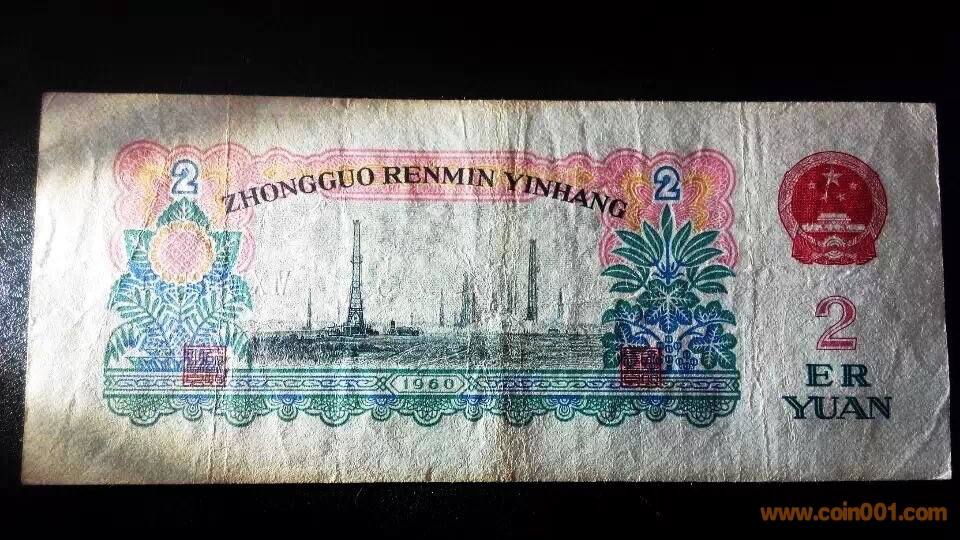 2 2
ZHONGGUO RENMIN YINHANG
2
ER
YUAN
1960
www.coin001.com